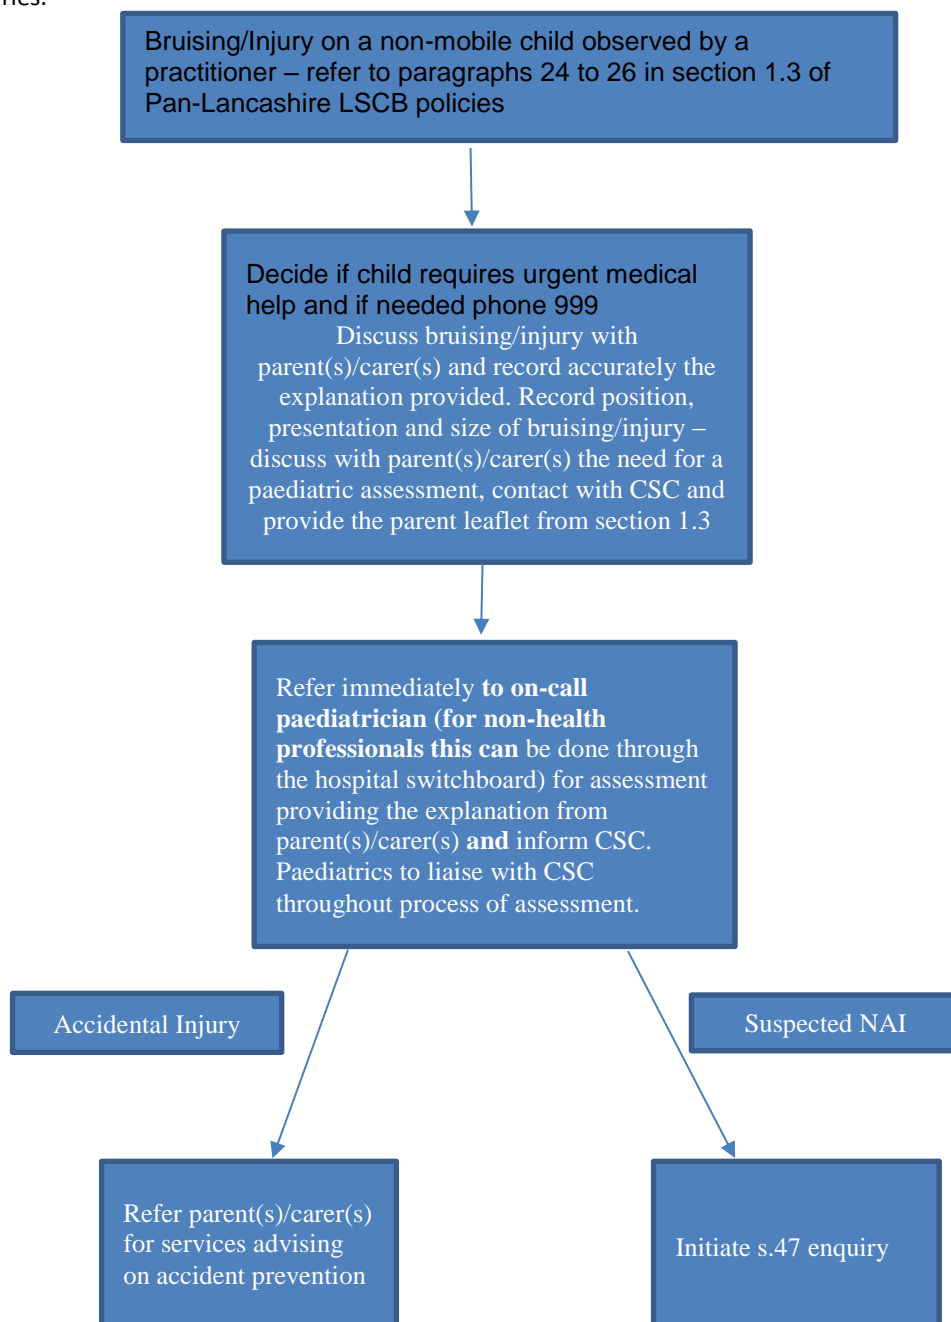 ries.
Bruising/Injury on a non-mobile child observed by a
practitioner – refer to paragraphs 24 to 26 in section 1.3 of
Pan-Lancashire LSCB policies
Decide if child requires urgent medical
help and if needed phone 999
Discuss bruising/injury with
parent(s)/carer(s) and record accurately the
explanation provided. Record position,
presentation and size of bruising/injury –
discuss with parent(s)/carer(s) the need for a
paediatric assessment, contact with CSC and
provide the parent leaflet from section 1.3
Refer immediately to on-call
paediatrician (for non-health
professionals this can be done through
the hospital switchboard) for assessment
providing the explanation from
parent(s)/carer(s) and inform CSC.
Paediatrics to liaise with CSC
throughout process of assessment.
Accidental Injury
Suspected NAI
Refer parent(s)/carer(s)
for services advising
on accident prevention
Initiate s.47 enquiry